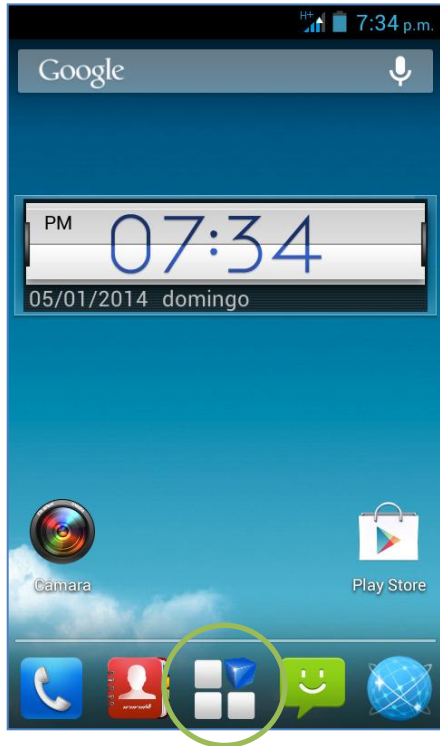 H+ 7:34 p.m.
Google
PM 07:34
05/01/2014 domingo
Cámara Play Store